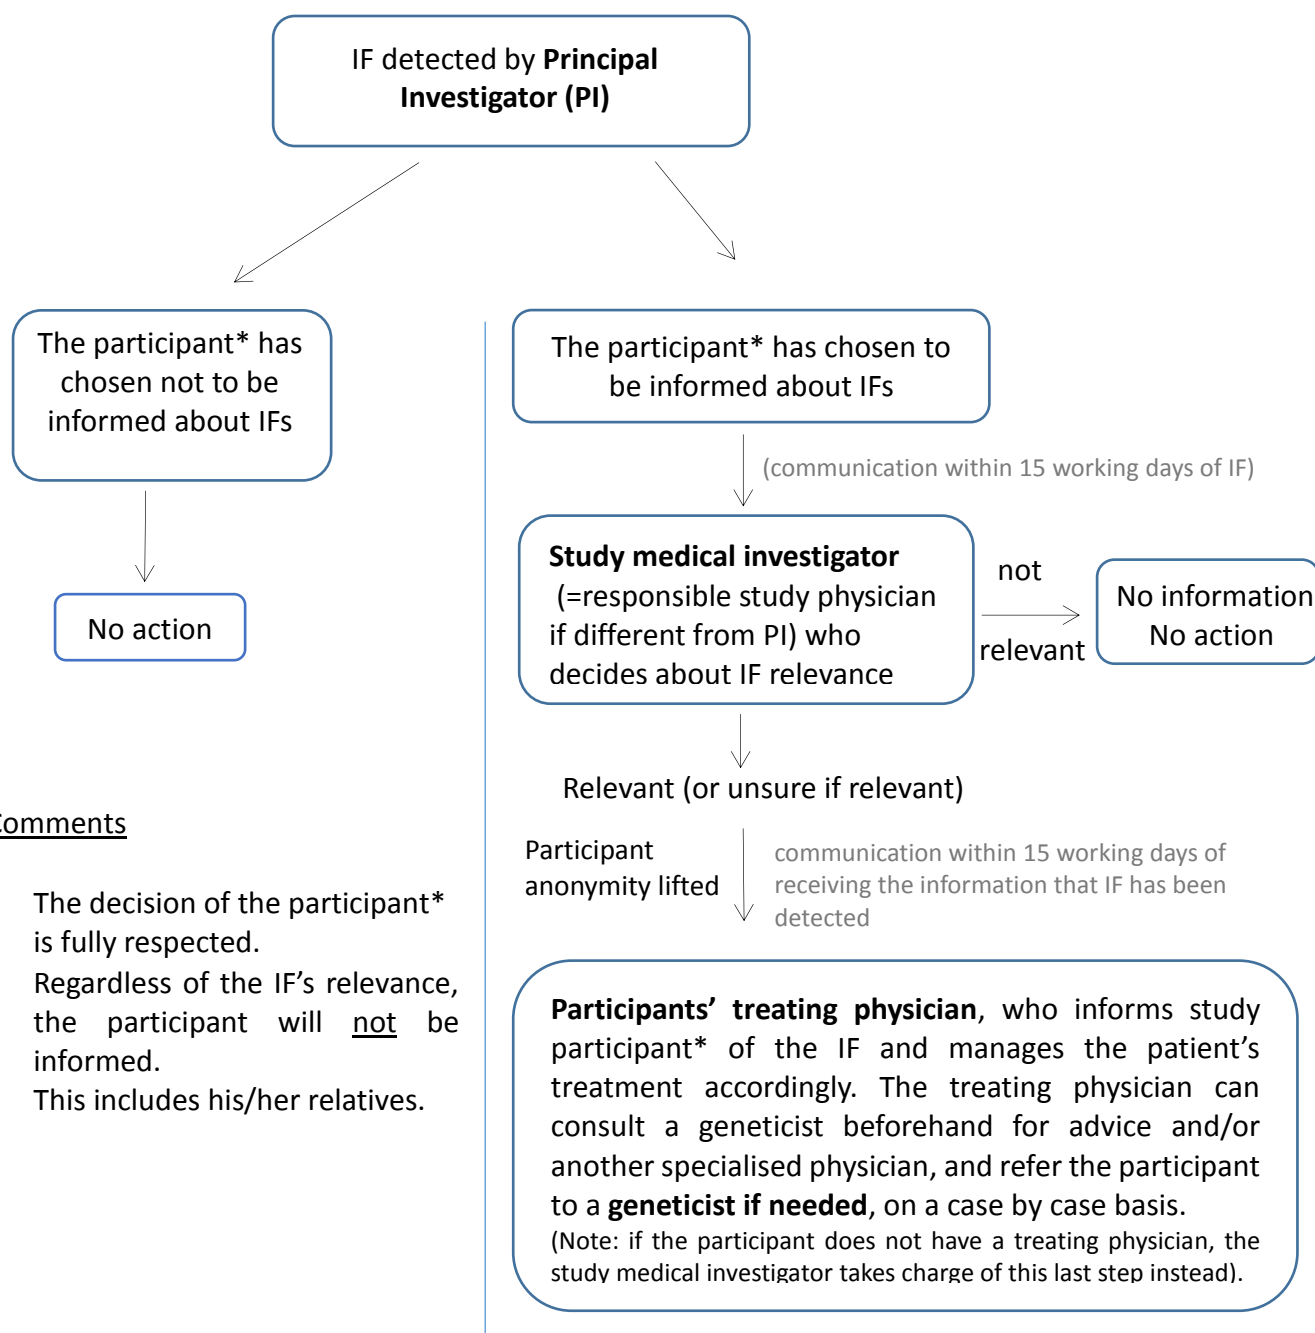 IF detected by Principal
Investigator (PI)
The participant* has
chosen not to be
informed about IFs
No action
The participant* has chosen to
be informed about IFs
(communication within 15 working days of IF)
Study medical investigator
(=responsible study physician
if different from PI) who
decides about IF relevance
not
relevant
No information
No action
Relevant (or unsure if relevant)
Participant
anonymity lifted
communication within 15 working days of
receiving the information that IF has been
detected
Comments
The decision of the participant*
is fully respected.
Regardless of the IF’s relevance,
the participant will not be
informed.
This includes his/her relatives.
Participants’ treating physician, who informs study
participant* of the IF and manages the patient’s
treatment accordingly. The treating physician can
consult a geneticist beforehand for advice and/or
another specialised physician, and refer the participant
to a geneticist if needed, on a case by case basis.
(Note: if the participant does not have a treating physician, the
study medical investigator takes charge of this last step instead).